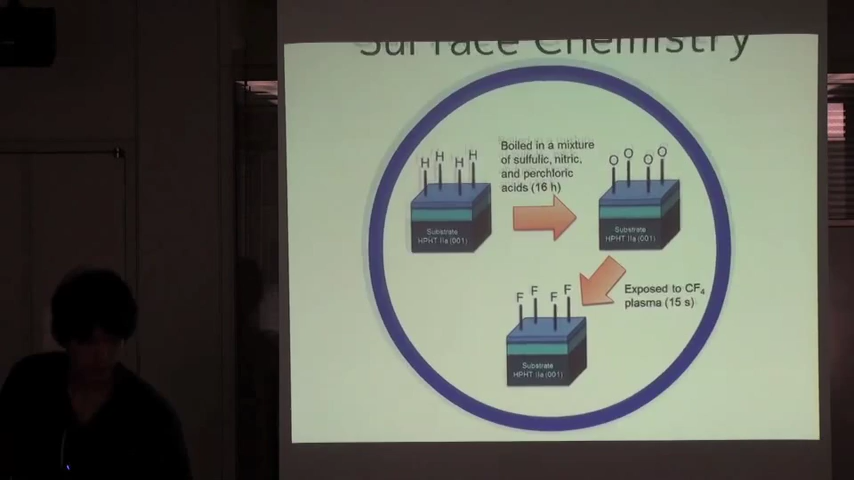 Surface Chemistry
H H H H
Boiled in a mixture
of sulfulic, nitric,
and perchloric
acids (16 h)
O O O O
Substrate
HPHT IIa (001)
Substrate
HPHT IIa (001)
Exposed to CF₄
plasma (15 s)
F F F F
Substrate
HPHT IIa (001)